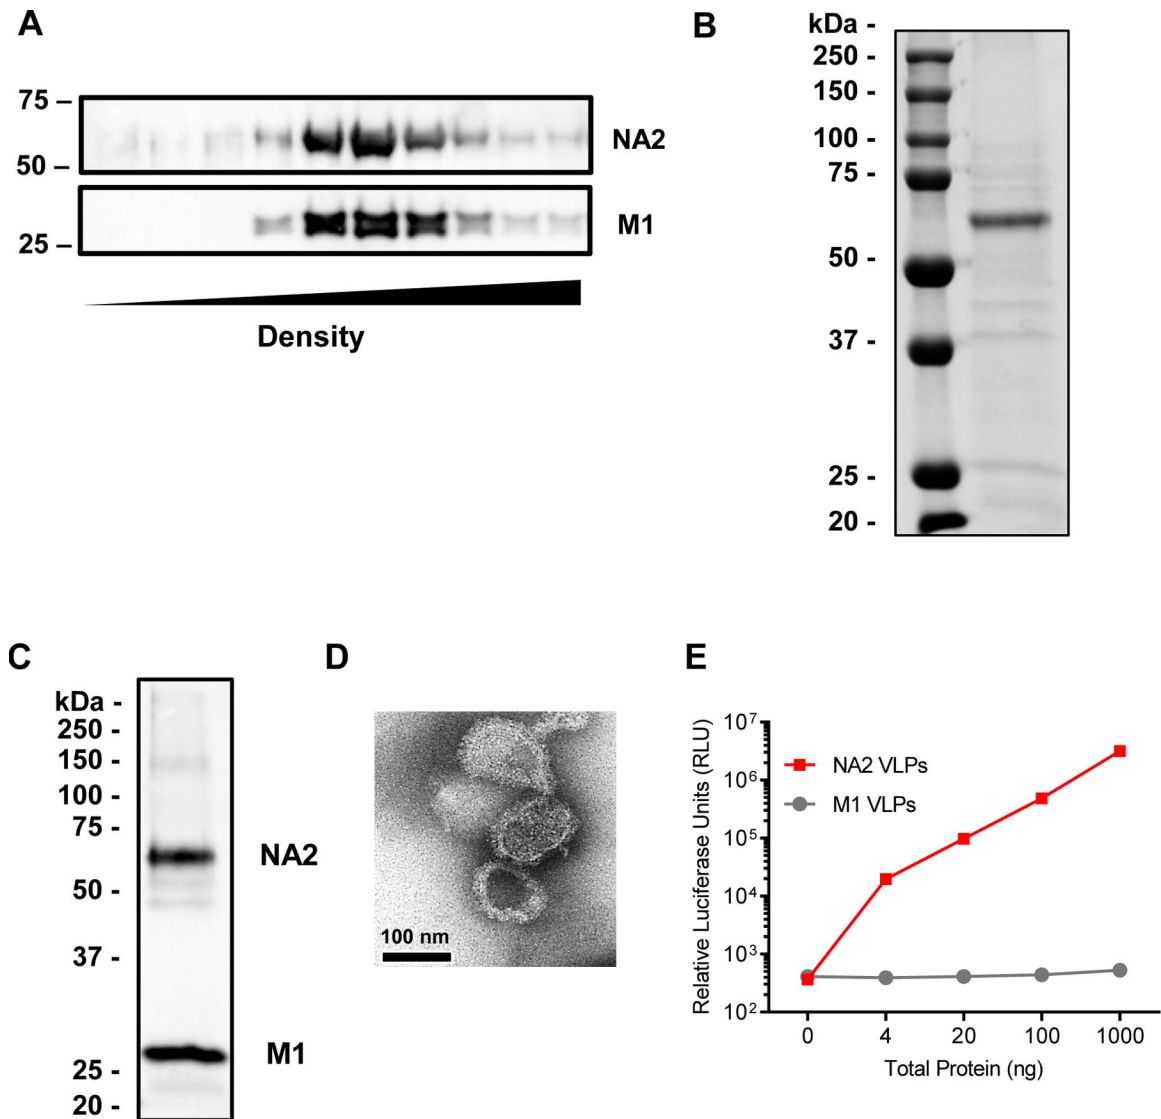 A
75 –
NA2
50 –
M1
25 –
Density
B
kDa -
250 -
150 -
100 -
75 -
50 -
37 -
25 -
20 -
C
kDa -
250 -
150 -
100 -
75 -
NA2
50 -
37 -
M1
25 -
20 -
D
100 nm
E
Relative Luciferase Units (RLU)
10⁷
10⁶
10⁵
10⁴
10³
10²
NA2 VLPs
M1 VLPs
0 4 20 100 1000
Total Protein (ng)